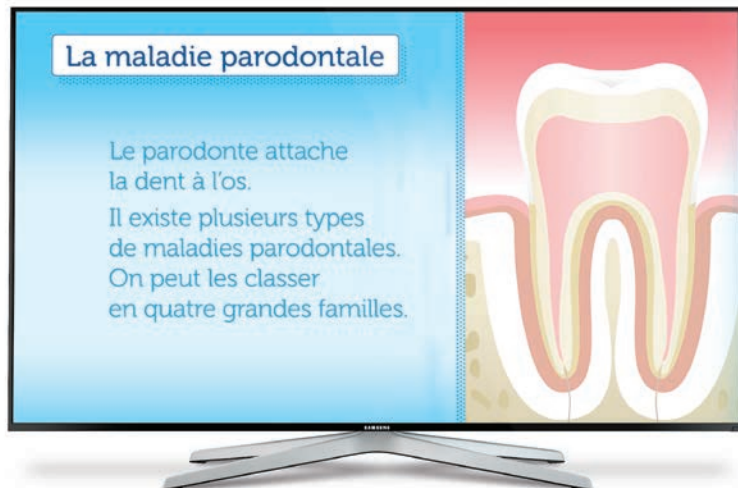 La maladie parodontale
Le parodonte attache
la dent à l'os.
Il existe plusieurs types
de maladies parodontales.
On peut les classer
en quatre grandes familles.
SAMSUNG